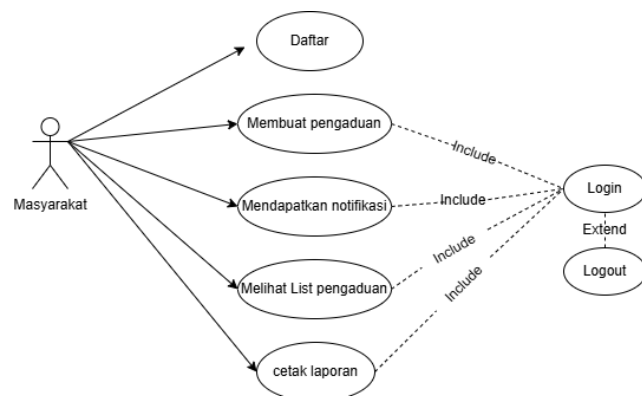 Daftar
Membuat pengaduan
Include
Masyarakat
Mendapatkan notifikasi
Include
Login
Extend
Logout
Include
Melihat List pengaduan
Include
cetak laporan